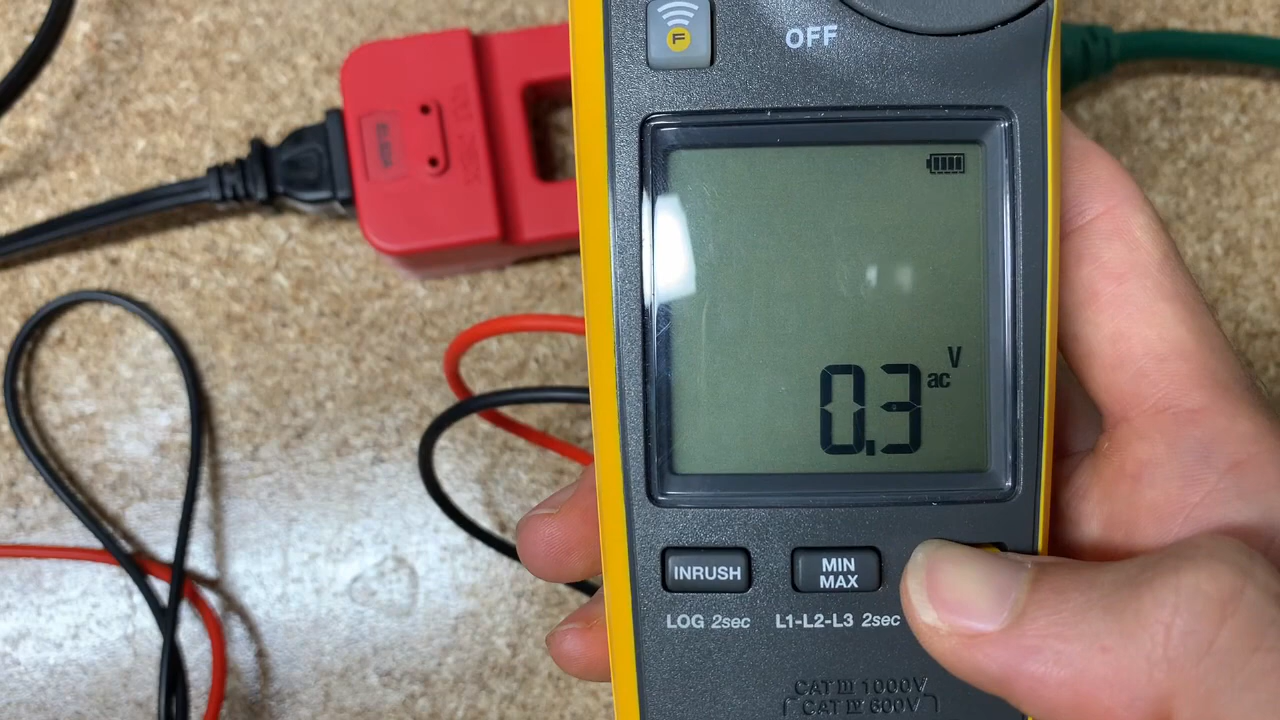 F
OFF
V
0.3 ac
INRUSH
MIN
MAX
LOG 2sec
L1-L2-L3 2sec
CAT III 1000V
CAT IV 600V